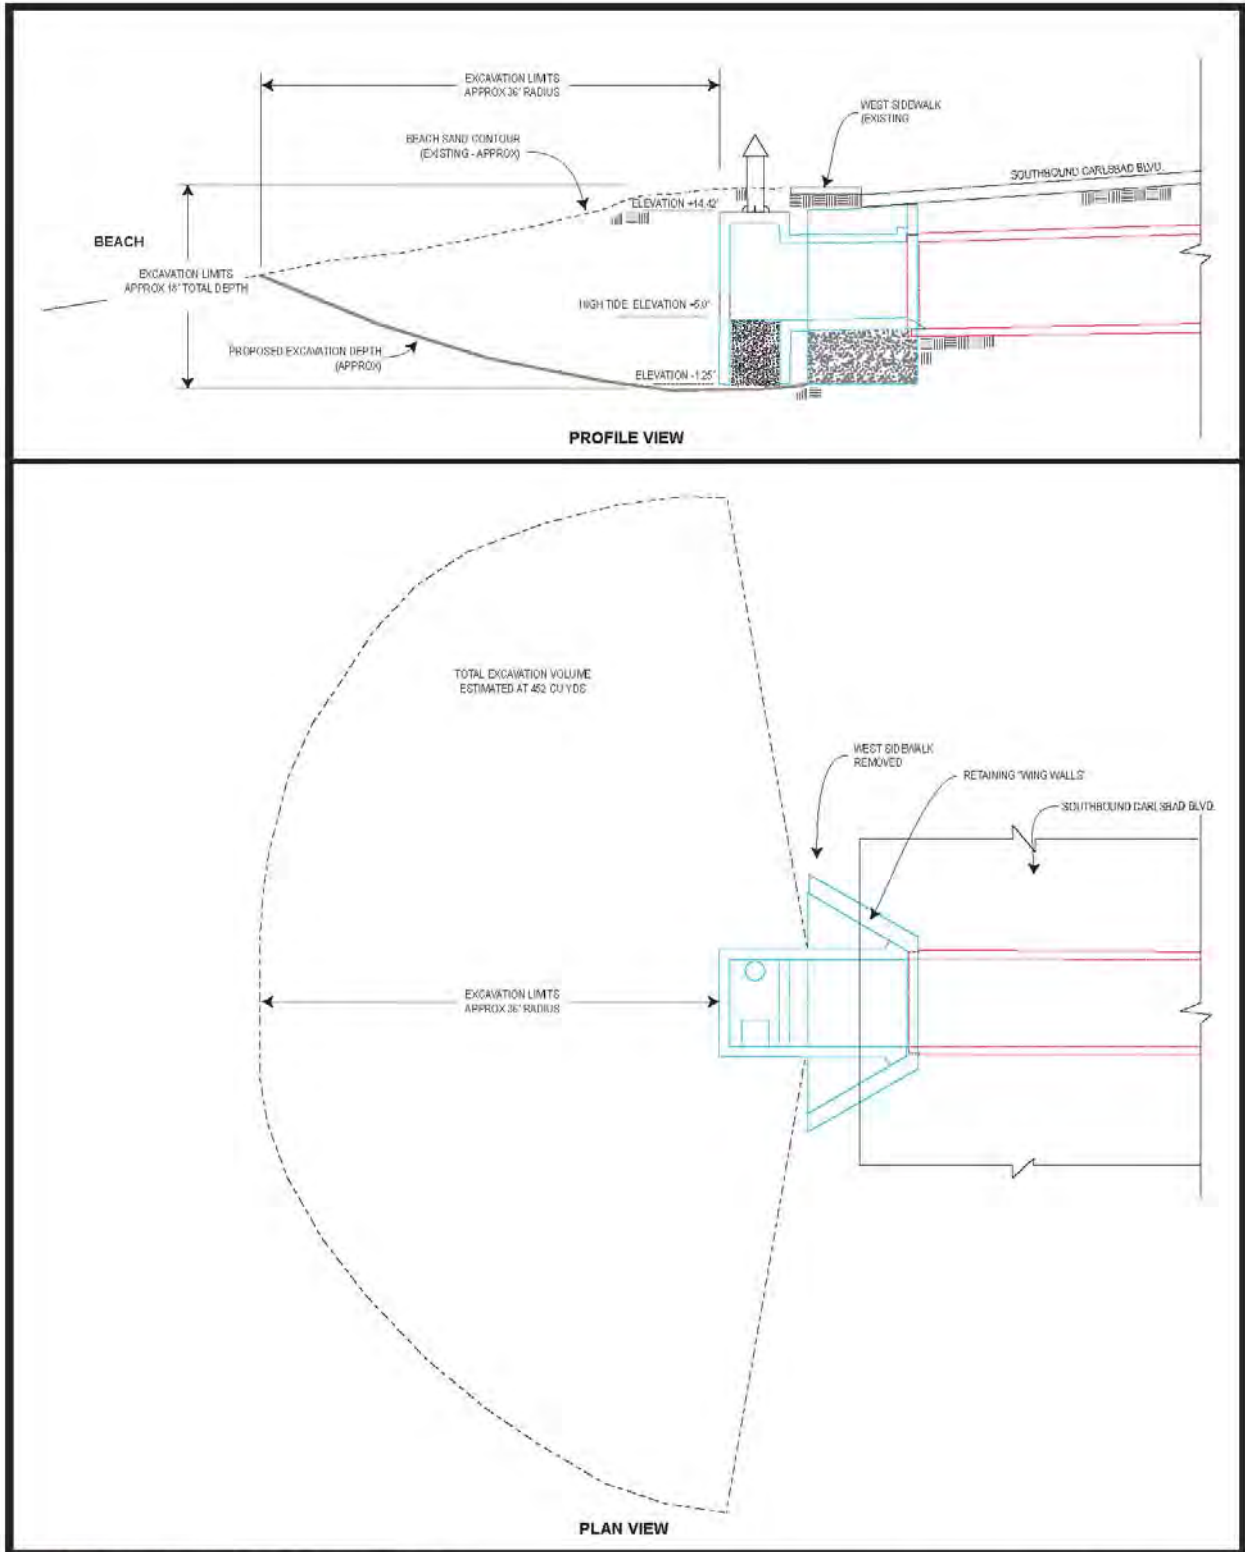 EXCAVATION LIMITS
APPROX 36' RADIUS
WEST SIDEWALK
(EXISTING
BEACH SAND CONTOUR
(EXISTING - APPROX)
SOUTHBOUND CARLSBAD BLVD.
ELEVATION +14.42'
BEACH
EXCAVATION LIMITS
APPROX 18' TOTAL DEPTH
HIGH TIDE ELEVATION +5.0'
PROPOSED EXCAVATION DEPTH
(APPROX)
ELEVATION -1.25'
PROFILE VIEW
TOTAL EXCAVATION VOLUME
ESTIMATED AT 452 CU YDS
WEST SIDEWALK
REMOVED
RETAINING "WING WALLS"
SOUTHBOUND CARLSBAD BLVD.
EXCAVATION LIMITS
APPROX 36' RADIUS
PLAN VIEW